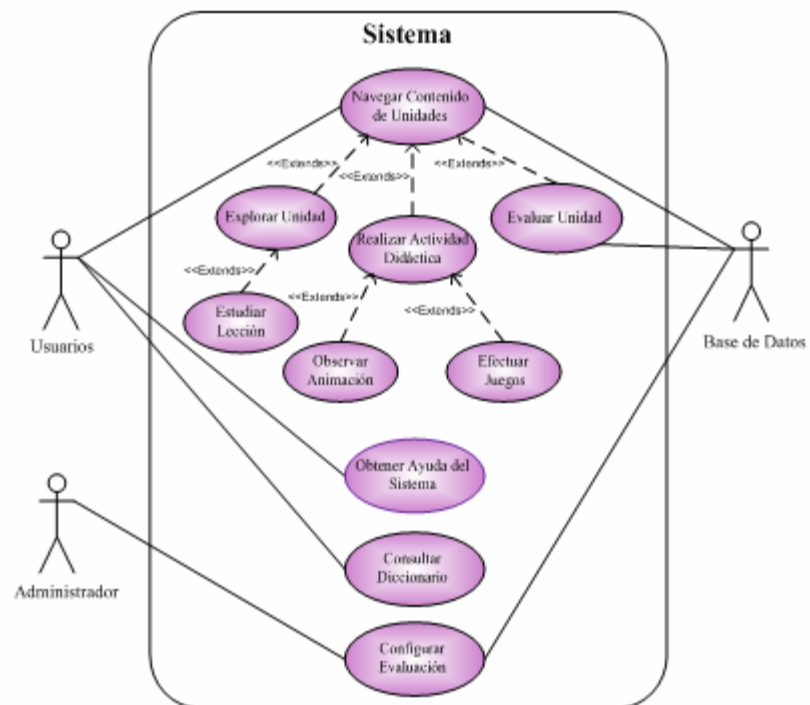 Sistema
Navegar Contenido
de Unidades
<<Extends>>
<<Extends>>
<<Extends>>
Explorar Unidad
Evaluar Unidad
Realizar Actividad
Didáctica
<<Extends>>
<<Extends>>
<<Extends>>
Estudiar
Lección
Usuarios
Base de Datos
Observar
Animación
Efectuar
Juegos
Obtener Ayuda del
Sistema
Consultar
Diccionario
Administrador
Configurar
Evaluación